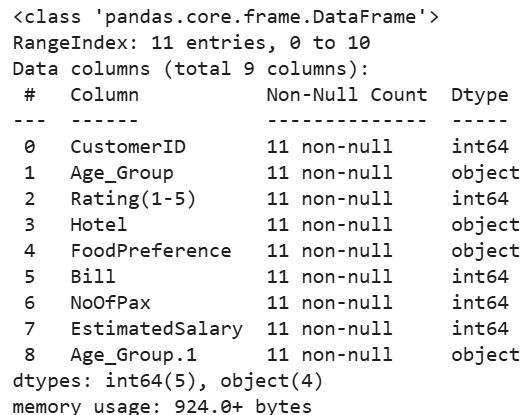 <class 'pandas.core.frame.DataFrame'>
RangeIndex: 11 entries, 0 to 10
Data columns (total 9 columns):
 #   Column           Non-Null Count  Dtype
---  ------           --------------  -----
 0   CustomerID       11 non-null     int64
 1   Age_Group        11 non-null     object
 2   Rating(1-5)      11 non-null     int64
 3   Hotel            11 non-null     object
 4   FoodPreference   11 non-null     object
 5   Bill             11 non-null     int64
 6   NoOfPax          11 non-null     int64
 7   EstimatedSalary  11 non-null     int64
 8   Age_Group.1      11 non-null     object
dtypes: int64(5), object(4)
memory usage: 924.0+ bytes